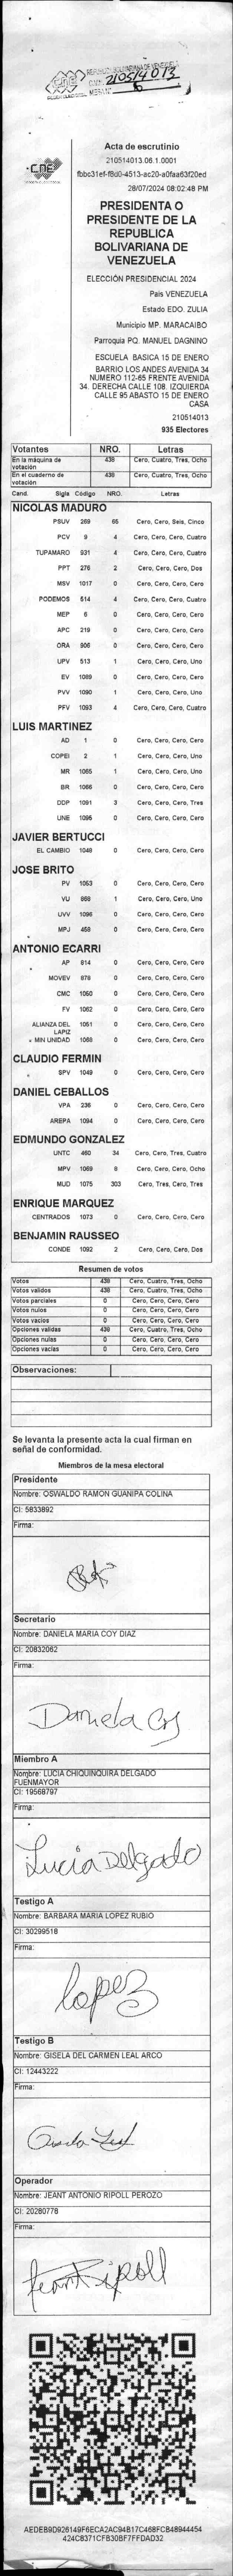 CNE
REPUBLICA BOLIVARIANA DE VENEZUELA
210514013
Acta de escrutinio
210514013.06.1.0001
28/07/2024 08:02:48 PM
CNE
PRESIDENTA O
PRESIDENTE DE LA
REPUBLICA
BOLIVARIANA DE
VENEZUELA
ELECCIÓN PRESIDENCIAL 2024
País VENEZUELA
Estado EDO. ZULIA
Municipio MP. MARACAIBO
Parroquia PQ. MANUEL DAGNINO
ESCUELA BASICA 15 DE ENERO
BARRIO LOS ANDES AVENIDA 34
NUMERO 112-85 FRENTE AVENIDA
34. DERECHA CALLE 108. IZQUIERDA
CALLE 95 ABASTO 15 DE ENERO
CASA
210514013
935 Electores
Votantes NRO. Letras
En la máquina de votación 438 Cero, Cuatro, Tres, Ocho
En el cuaderno de votación 438 Cero, Cuatro, Tres, Ocho
Cand. Sigla Código NRO. Letras
NICOLAS MADURO
PSUV 269 65 Cero, Cero, Seis, Cinco
PCV 9 4 Cero, Cero, Cero, Cuatro
TUPAMARO 931 4 Cero, Cero, Cero, Cuatro
PPT 276 2 Cero, Cero, Cero, Dos
MSV 1017 0 Cero, Cero, Cero, Cero
PODEMOS 514 4 Cero, Cero, Cero, Cuatro
MEP 6 0 Cero, Cero, Cero, Cero
APC 219 0 Cero, Cero, Cero, Cero
ORA 906 0 Cero, Cero, Cero, Cero
UPV 513 1 Cero, Cero, Cero, Uno
EV 1089 0 Cero, Cero, Cero, Cero
PVV 1090 1 Cero, Cero, Cero, Uno
PFV 1093 4 Cero, Cero, Cero, Cuatro
LUIS MARTINEZ
AD 1 0 Cero, Cero, Cero, Cero
COPEI 2 1 Cero, Cero, Cero, Uno
MR 1065 1 Cero, Cero, Cero, Uno
BR 1066 0 Cero, Cero, Cero, Cero
DDP 1091 3 Cero, Cero, Cero, Tres
UNE 1095 0 Cero, Cero, Cero, Cero
JAVIER BERTUCCI
EL CAMBIO 1048 0 Cero, Cero, Cero, Cero
JOSE BRITO
PV 1053 0 Cero, Cero, Cero, Cero
VU 868 1 Cero, Cero, Cero, Uno
UVV 1096 0 Cero, Cero, Cero, Cero
MPJ 458 0 Cero, Cero, Cero, Cero
ANTONIO ECARRI
AP 814 0 Cero, Cero, Cero, Cero
MOVEV 878 0 Cero, Cero, Cero, Cero
CMC 1050 0 Cero, Cero, Cero, Cero
FV 1052 0 Cero, Cero, Cero, Cero
ALIANZA DEL LAPIZ 1051 0 Cero, Cero, Cero, Cero
MIN UNIDAD 1068 0 Cero, Cero, Cero, Cero
CLAUDIO FERMIN
SPV 1049 0 Cero, Cero, Cero, Cero
DANIEL CEBALLOS
VPA 236 0 Cero, Cero, Cero, Cero
AREPA 1094 0 Cero, Cero, Cero, Cero
EDMUNDO GONZALEZ
UNTC 460 34 Cero, Cero, Tres, Cuatro
MPV 1069 8 Cero, Cero, Cero, Ocho
MUD 1075 303 Cero, Tres, Cero, Tres
ENRIQUE MARQUEZ
CENTRADOS 1073 0 Cero, Cero, Cero, Cero
BENJAMIN RAUSSEO
CONDE 1092 2 Cero, Cero, Cero, Dos
Resumen de votos
Votos 438 Cero, Cuatro, Tres, Ocho
Votos validos 438 Cero, Cuatro, Tres, Ocho
Votos parciales 0 Cero, Cero, Cero, Cero
Votos nulos 0 Cero, Cero, Cero, Cero
Votos vacíos 0 Cero, Cero, Cero, Cero
Opciones validas 438 Cero, Cuatro, Tres, Ocho
Opciones nulas 0 Cero, Cero, Cero, Cero
Opciones vacías 0 Cero, Cero, Cero, Cero
Observaciones:
Se levanta la presente acta la cual firman en
señal de conformidad.
Miembros de la mesa electoral
Presidente
Nombre: OSWALDO RAMON GUANIPA COLINA
CI: 5833892
Firma:
Secretario
Nombre: DANIELA MARIA COY DIAZ
CI: 20832062
Firma:
Daniela Coy
Miembro A
Nombre: LUCIA CHIQUINQUIRA DELGADO
FUENMAYOR
CI: 19568797
Firma:
Lucia Delgado
Testigo A
Nombre: BARBARA MARIA LOPEZ RUBIO
CI: 30299518
Firma:
lopez
Testigo B
Nombre: GISELA DEL CARMEN LEAL ARCO
CI: 12443222
Firma:
Gisela Leal
Operador
Nombre: JEANT ANTONIO RIPOLL PEROZO
CI: 20280778
Firma:
Jeant Ripoll
AEDEB9D926149F6ECA2AC94B17C468FCB48944454
424C8371CFB30BF7FFDAD32